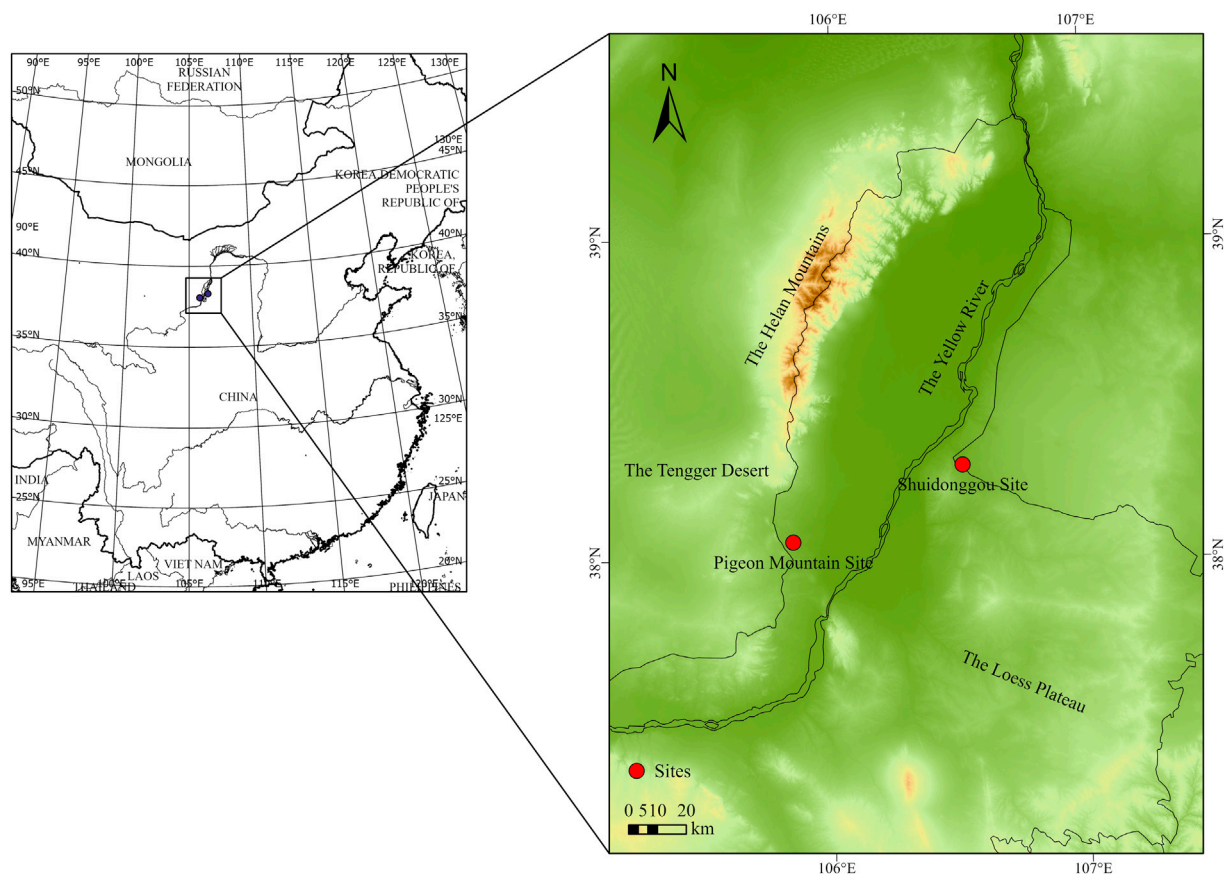 90°E 95°E 100°E 105°E 110°E 115°E 120°E 125°E 130°E
RUSSIAN
FEDERATION
50°N
130°E
45°N
MONGOLIA
45°N
KOREA DEMOCRATIC
PEOPLE'S
REPUBLIC OF
90°E
40°N
40°N
KOREA,
REPUBLIC OF
35°N
35°N
CHINA
30°N
30°N
125°E
25°N
INDIA
25°N
JAPAN
MYANMAR
VIET NAM
LAOS
20°N
95°E
THAILAND
100°E
105°E
110°E
115°E
120°E
PHILIPPINES
106°E 107°E
N
39°N
39°N
The Helan Mountains
The Yellow River
The Tengger Desert
Shuidonggou Site
Pigeon Mountain Site
38°N
38°N
The Loess Plateau
Sites
0 5 10 20
km
106°E 107°E